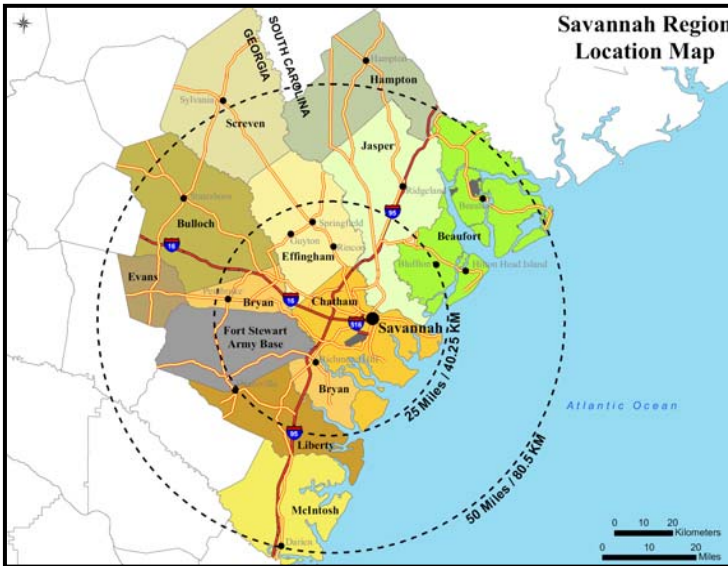 Savannah Region
Location Map
GEORGIA
SOUTH CAROLINA
Hampton
Hampton
Sylvania
Screven
Jasper
Ridgeland
95
Statesboro
Bulloch
Springfield
Guyton
Rincon
Effingham
Beaufort
Beaufort
Bluffton
Hilton Head Island
16
Evans
Pembroke
Bryan
16
Chatham
516
Savannah
Fort Stewart
Army Base
Richmond Hill
Bryan
25 Miles / 40.25 KM
Hinesville
95
Liberty
50 Miles / 80.5 KM
Atlantic Ocean
McIntosh
Darien
20 10 0 20
Kilometers
20 10 0 20
Miles